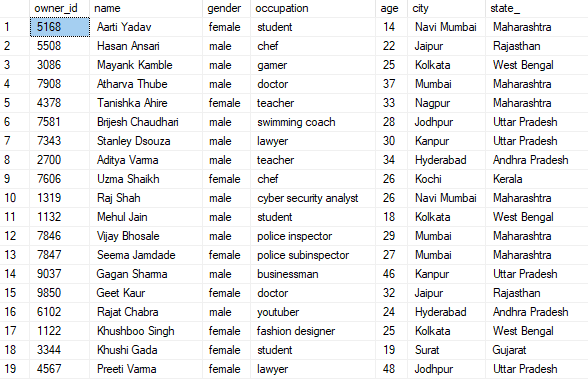 owner_id name gender occupation age city state_
1 5168 Aarti Yadav female student 14 Navi Mumbai Maharashtra
2 5508 Hasan Ansari male chef 22 Jaipur Rajasthan
3 3086 Mayank Kamble male gamer 25 Kolkata West Bengal
4 7908 Atharva Thube male doctor 37 Mumbai Maharashtra
5 4378 Tanishka Ahire female teacher 33 Nagpur Maharashtra
6 7581 Brijesh Chaudhari male swimming coach 28 Jodhpur Uttar Pradesh
7 7343 Stanley Dsouza male lawyer 30 Kanpur Uttar Pradesh
8 2700 Aditya Varma male teacher 34 Hyderabad Andhra Pradesh
9 7606 Uzma Shaikh female chef 26 Kochi Kerala
10 1319 Raj Shah male cyber security analyst 26 Navi Mumbai Maharashtra
11 1132 Mehul Jain male student 18 Kolkata West Bengal
12 7846 Vijay Bhosale male police inspector 29 Mumbai Maharashtra
13 7847 Seema Jamdade female police subinspector 27 Mumbai Maharashtra
14 9037 Gagan Sharma male businessman 46 Kanpur Uttar Pradesh
15 9850 Geet Kaur female doctor 32 Jaipur Rajasthan
16 6102 Rajat Chabra male youtuber 24 Hyderabad Andhra Pradesh
17 1122 Khushboo Singh female fashion designer 25 Kolkata West Bengal
18 3344 Khushi Gada female student 19 Surat Gujarat
19 4567 Preeti Varma female lawyer 48 Jodhpur Uttar Pradesh